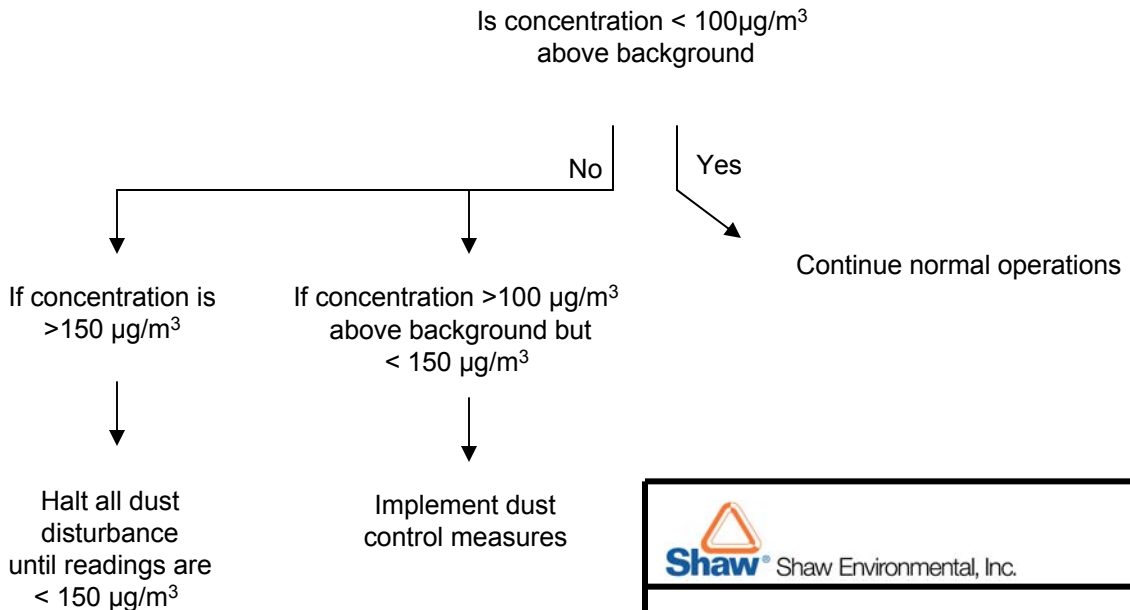 Is concentration < 100µg/m³
above background
No
Yes
Continue normal operations
If concentration is
>150 µg/m³
If concentration >100 µg/m³
above background but
< 150 µg/m³
Halt all dust
disturbance
until readings are
< 150 µg/m³
Implement dust
control measures
Shaw® Shaw Environmental, Inc.